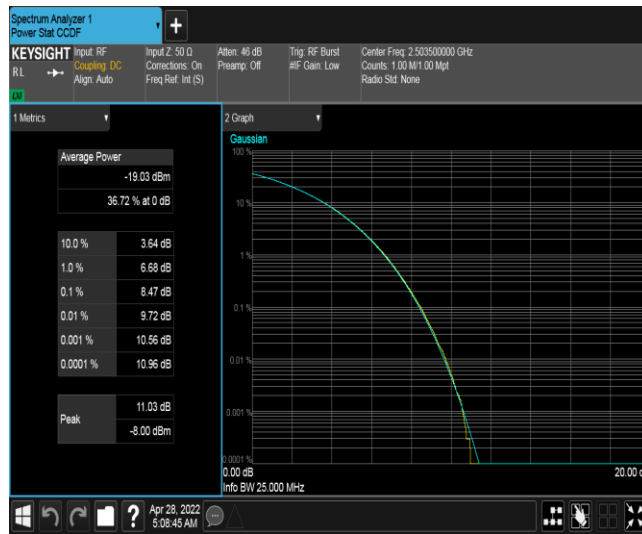 Spectrum Analyzer 1
Power Stat CCDF
+
KEYSIGHT Input: RF Input Z: 50 Ω Atten: 46 dB Trig: RF Burst Center Freq: 2.503500000 GHz
RL Coupling: DC Corrections: On Preamp: Off #IF Gain: Low Counts: 1.00 M/1.00 Mpt
Align: Auto Freq Ref: Int (S) Radio Std: None
1 Metrics
Average Power
-19.03 dBm
36.72 % at 0 dB
10.0 % 3.64 dB
1.0 % 6.68 dB
0.1 % 8.47 dB
0.01 % 9.72 dB
0.001 % 10.56 dB
0.0001 % 10.96 dB
Peak 11.03 dB
-8.00 dBm
2 Graph
Gaussian
100 %
10 %
1 %
0.1 %
0.01 %
0.001 %
0.0001 %
0.00 dB 20.00
Info BW 25.000 MHz
? Apr 28, 2022
5:08:45 AM